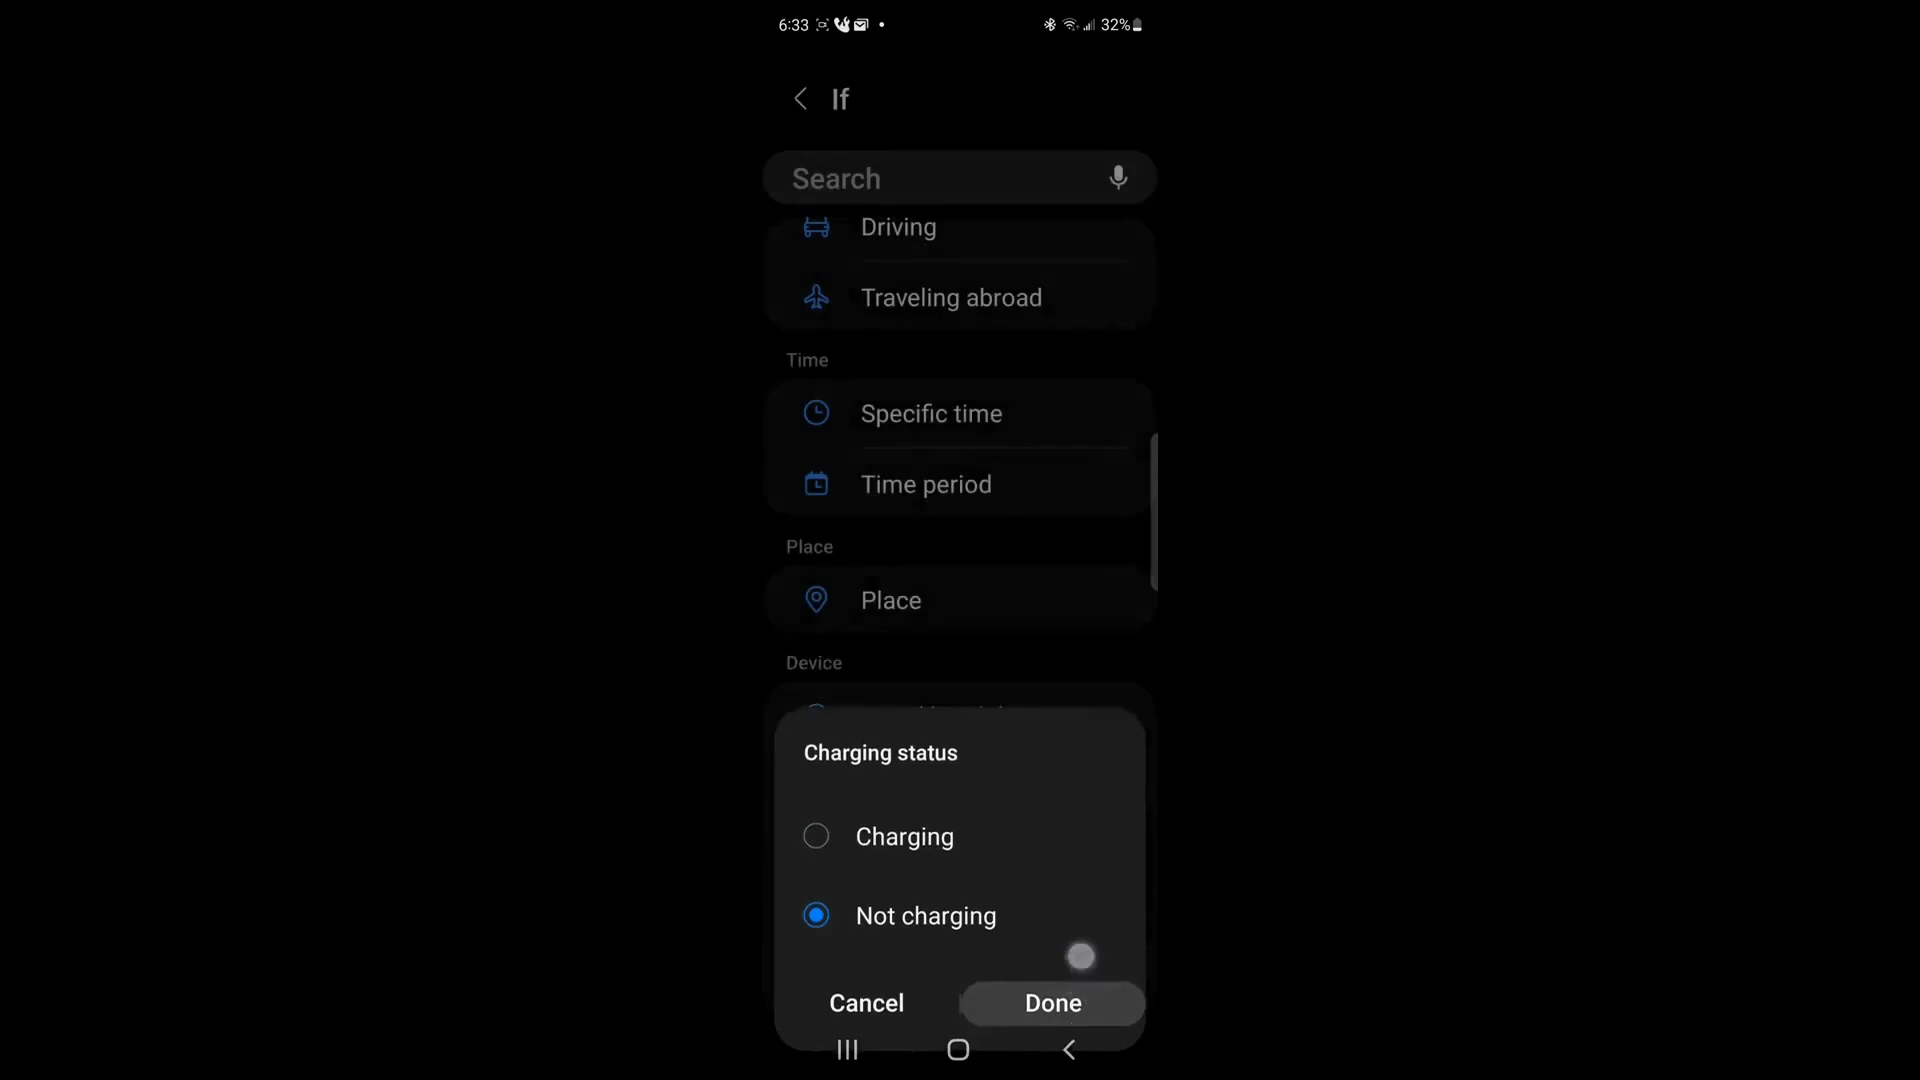 6:33
32%
If
Search
Driving
Traveling abroad
Time
Specific time
Time period
Place
Place
Device
Charging status
Charging
Not charging
Cancel
Done